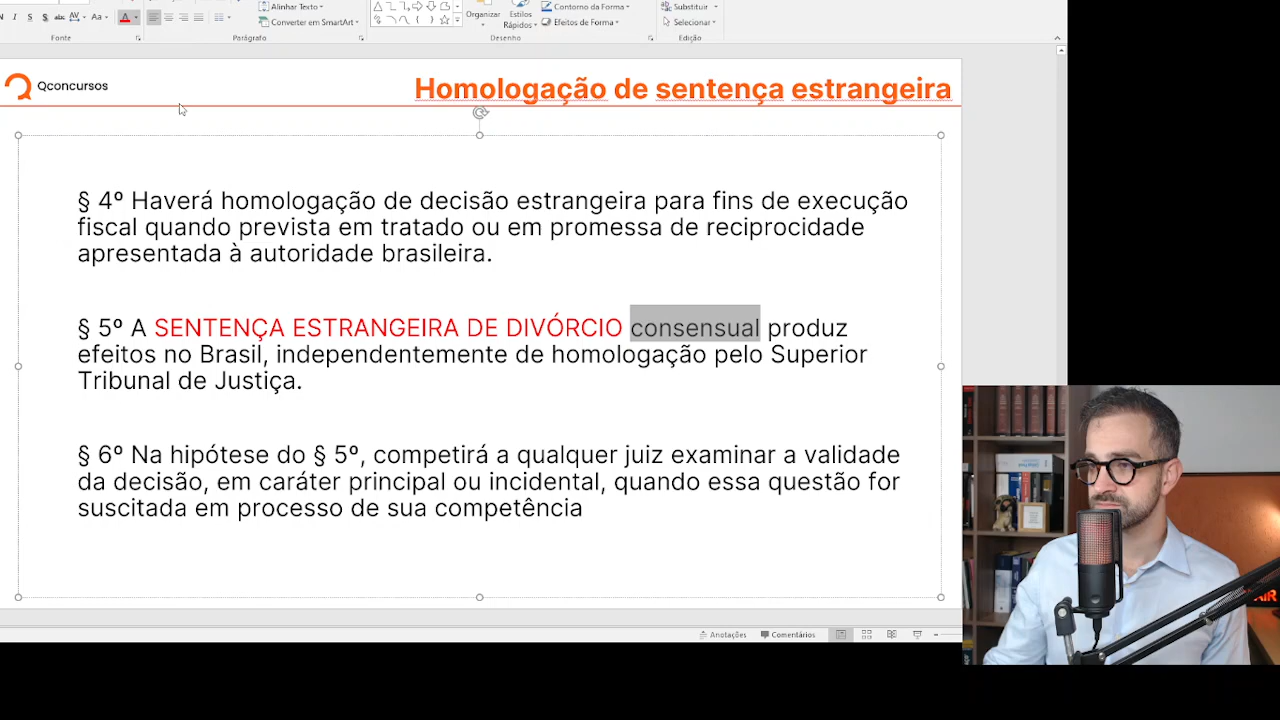 Alinhar Texto
Converter em SmartArt
Organizar
Estilos
Rápidos
Contorno da Forma
Efeitos de Forma
Substituir
Selecionar
N I S abc AV Aa A
Fonte
Parágrafo
Desenho
Edição
Qconcursos
Homologação de sentença estrangeira
§ 4º Haverá homologação de decisão estrangeira para fins de execução
fiscal quando prevista em tratado ou em promessa de reciprocidade
apresentada à autoridade brasileira.
§ 5º A SENTENÇA ESTRANGEIRA DE DIVÓRCIO consensual produz
efeitos no Brasil, independentemente de homologação pelo Superior
Tribunal de Justiça.
§ 6º Na hipótese do § 5º, competirá a qualquer juiz examinar a validade
da decisão, em caráter principal ou incidental, quando essa questão for
suscitada em processo de sua competência
Anotações
Comentários
AIR